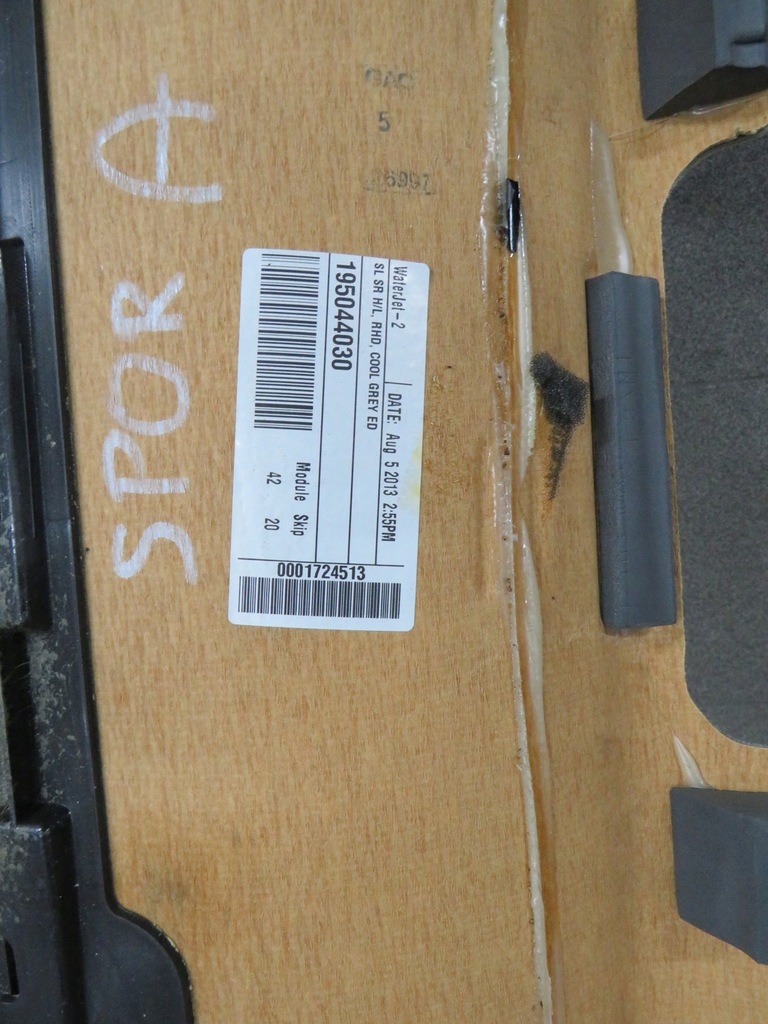 SPOR A
5
WaterJet-2
DATE: Aug 5 2013 2:55PM
SL SR H/L, RHD, COOL GREY ED
195044030
Module Skip
42 20
0001724513